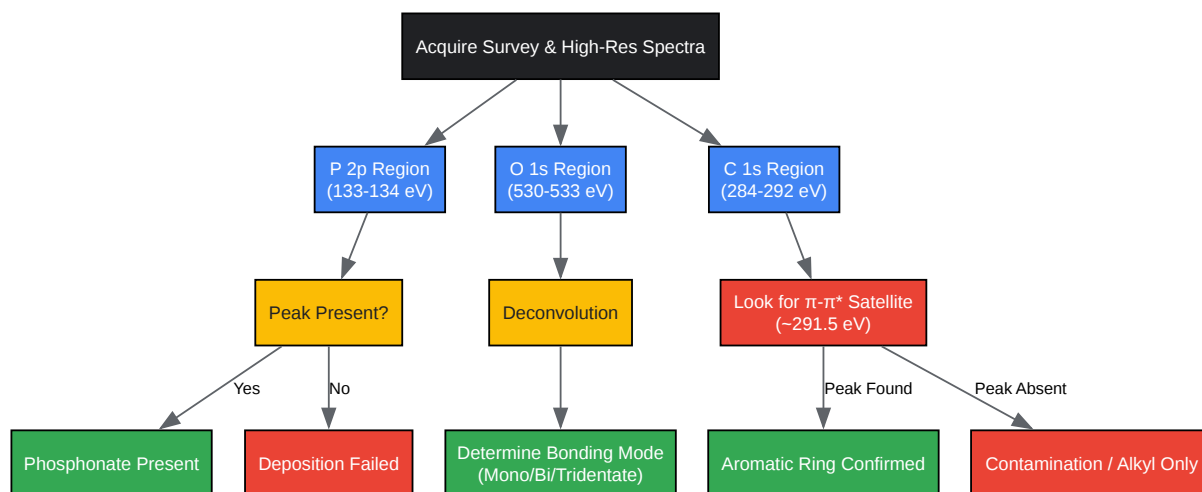 Acquire Survey & High-Res Spectra
P 2p Region
(133-134 eV)
O 1s Region
(530-533 eV)
C 1s Region
(284-292 eV)
Peak Present?
Deconvolution
Look for π-π* Satellite
(~291.5 eV)
Yes
No
Peak Found
Peak Absent
Phosphonate Present
Deposition Failed
Determine Bonding Mode
(Mono/Bi/Tridentate)
Aromatic Ring Confirmed
Contamination / Alkyl Only